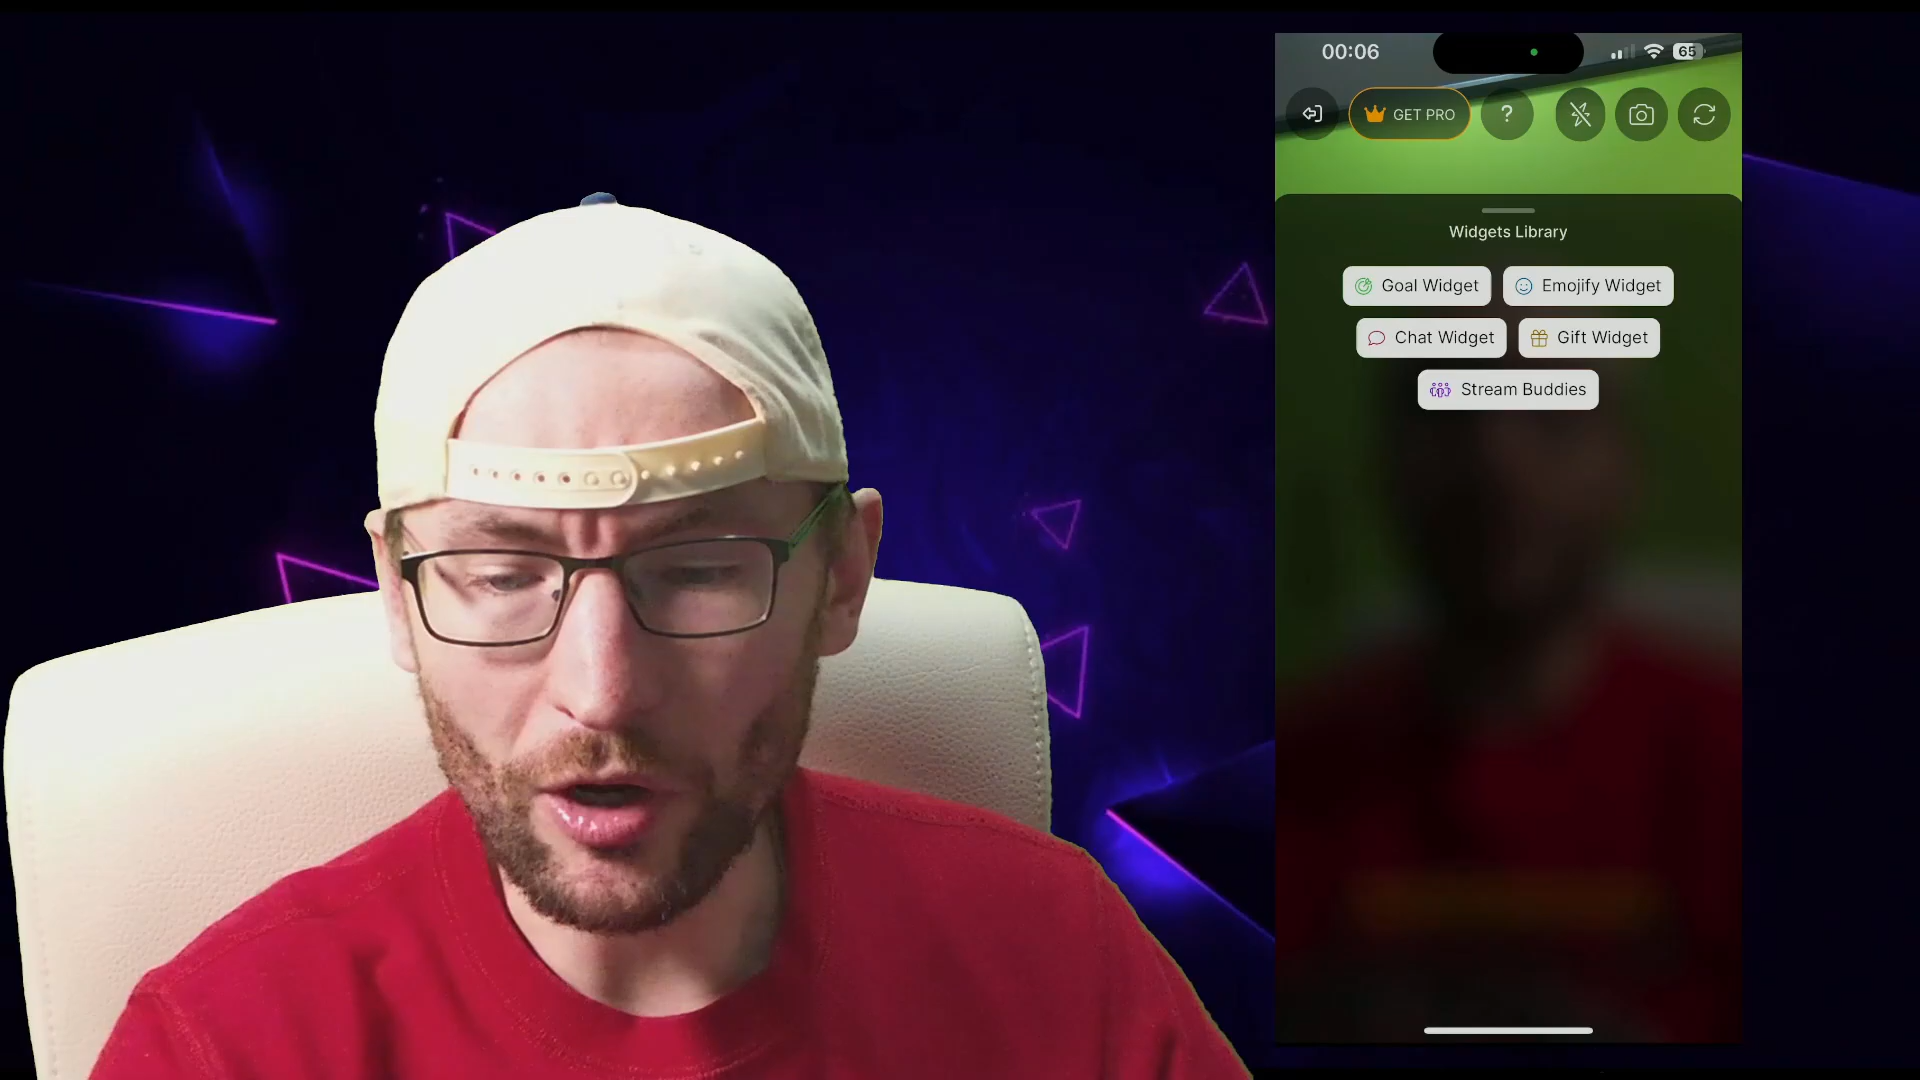 00:06
65
GET PRO
?
Widgets Library
Goal Widget
Emojify Widget
Chat Widget
Gift Widget
Stream Buddies